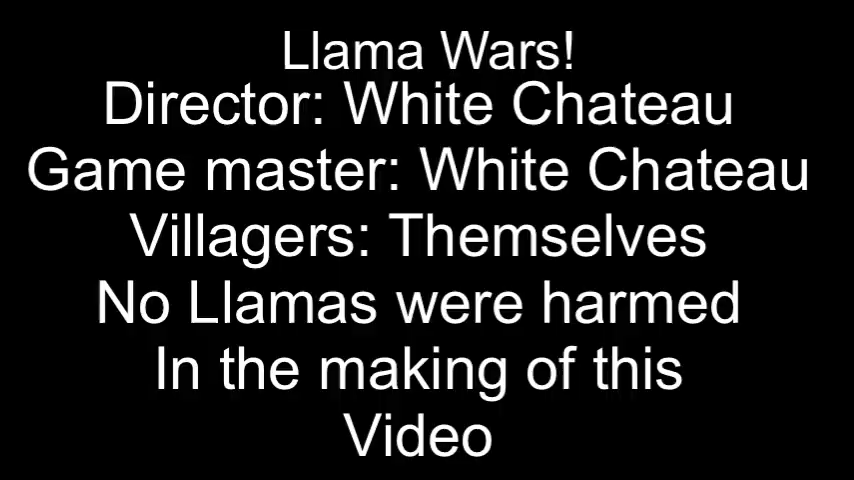 Llama Wars!
Director: White Chateau
Game master: White Chateau
Villagers: Themselves
No Llamas were harmed
In the making of this
Video